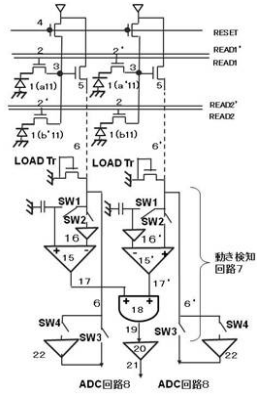 4
RESET
2
2'
READ1'
READ1
3
3
5
5
1(a11)
1(a'11)
2'
2
READ2'
READ2
1(b'11)
1(b11)
6
6'
LOAD Tr
LOAD Tr
SW1
SW2
SW1
SW2
16
16'
+
-
-
+
15
15'
動き検知
回路7
17
17'
6
18
6'
SW4
SW3
19
SW3
SW4
22
20
22
21
ADC回路8
ADC回路8